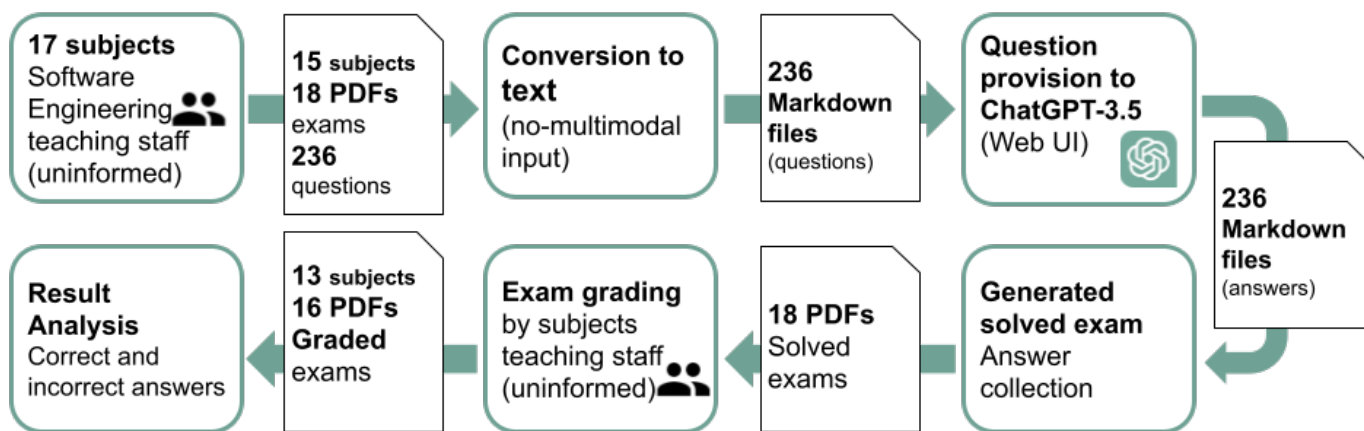 17 subjects
Software
Engineering
teaching staff
(uninformed)
15 subjects
18 PDFs
exams
236
questions
Conversion to
text
(no-multimodal
input)
236
Markdown
files
(questions)
Question
provision to
ChatGPT-3.5
(Web UI)
236
Markdown
files
(answers)
Generated
solved exam
Answer
collection
18 PDFs
Solved
exams
Exam grading
by subjects
teaching staff
(uninformed)
13 subjects
16 PDFs
Graded
exams
Result
Analysis
Correct and
incorrect answers